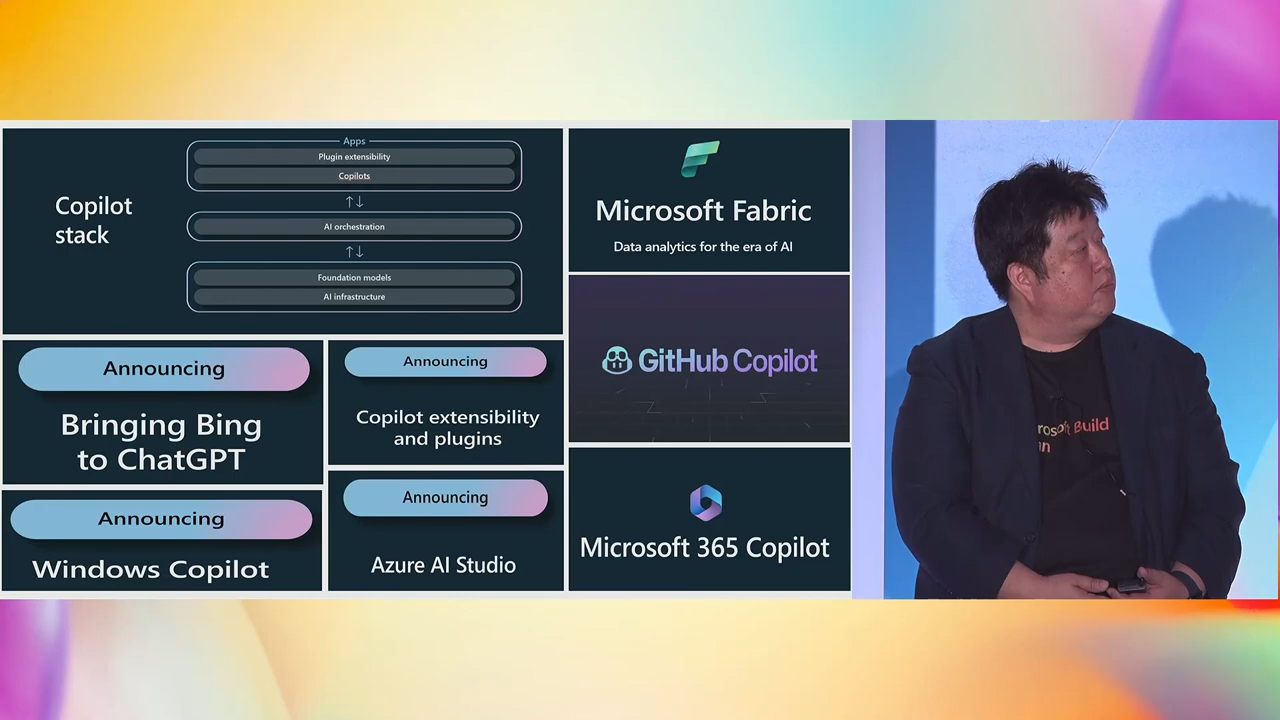 Copilot
stack
Apps
Plugin extensibility
Copilots
↑↓
AI orchestration
↑↓
Foundation models
AI infrastructure
Microsoft Fabric
Data analytics for the era of AI
Announcing
Bringing Bing
to ChatGPT
Announcing
Copilot extensibility
and plugins
GitHub Copilot
Announcing
Windows Copilot
Announcing
Azure AI Studio
Microsoft 365 Copilot
Build